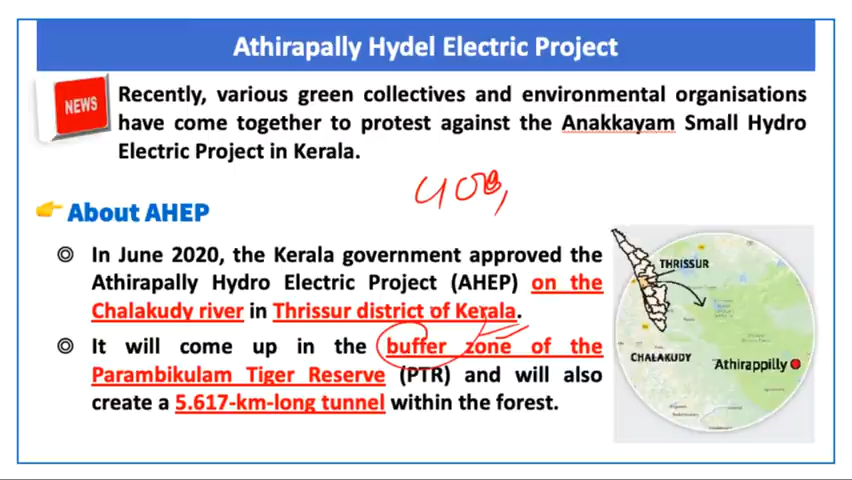 Athirapally Hydel Electric Project
NEWS
Recently, various green collectives and environmental organisations
have come together to protest against the Anakkayam Small Hydro
Electric Project in Kerala.
About AHEP
In June 2020, the Kerala government approved the
Athirapally Hydro Electric Project (AHEP) on the
Chalakudy river in Thrissur district of Kerala.
It will come up in the buffer zone of the
Parambikulam Tiger Reserve (PTR) and will also
create a 5.617-km-long tunnel within the forest.
THRISSUR
CHALAKUDY
Athirappilly